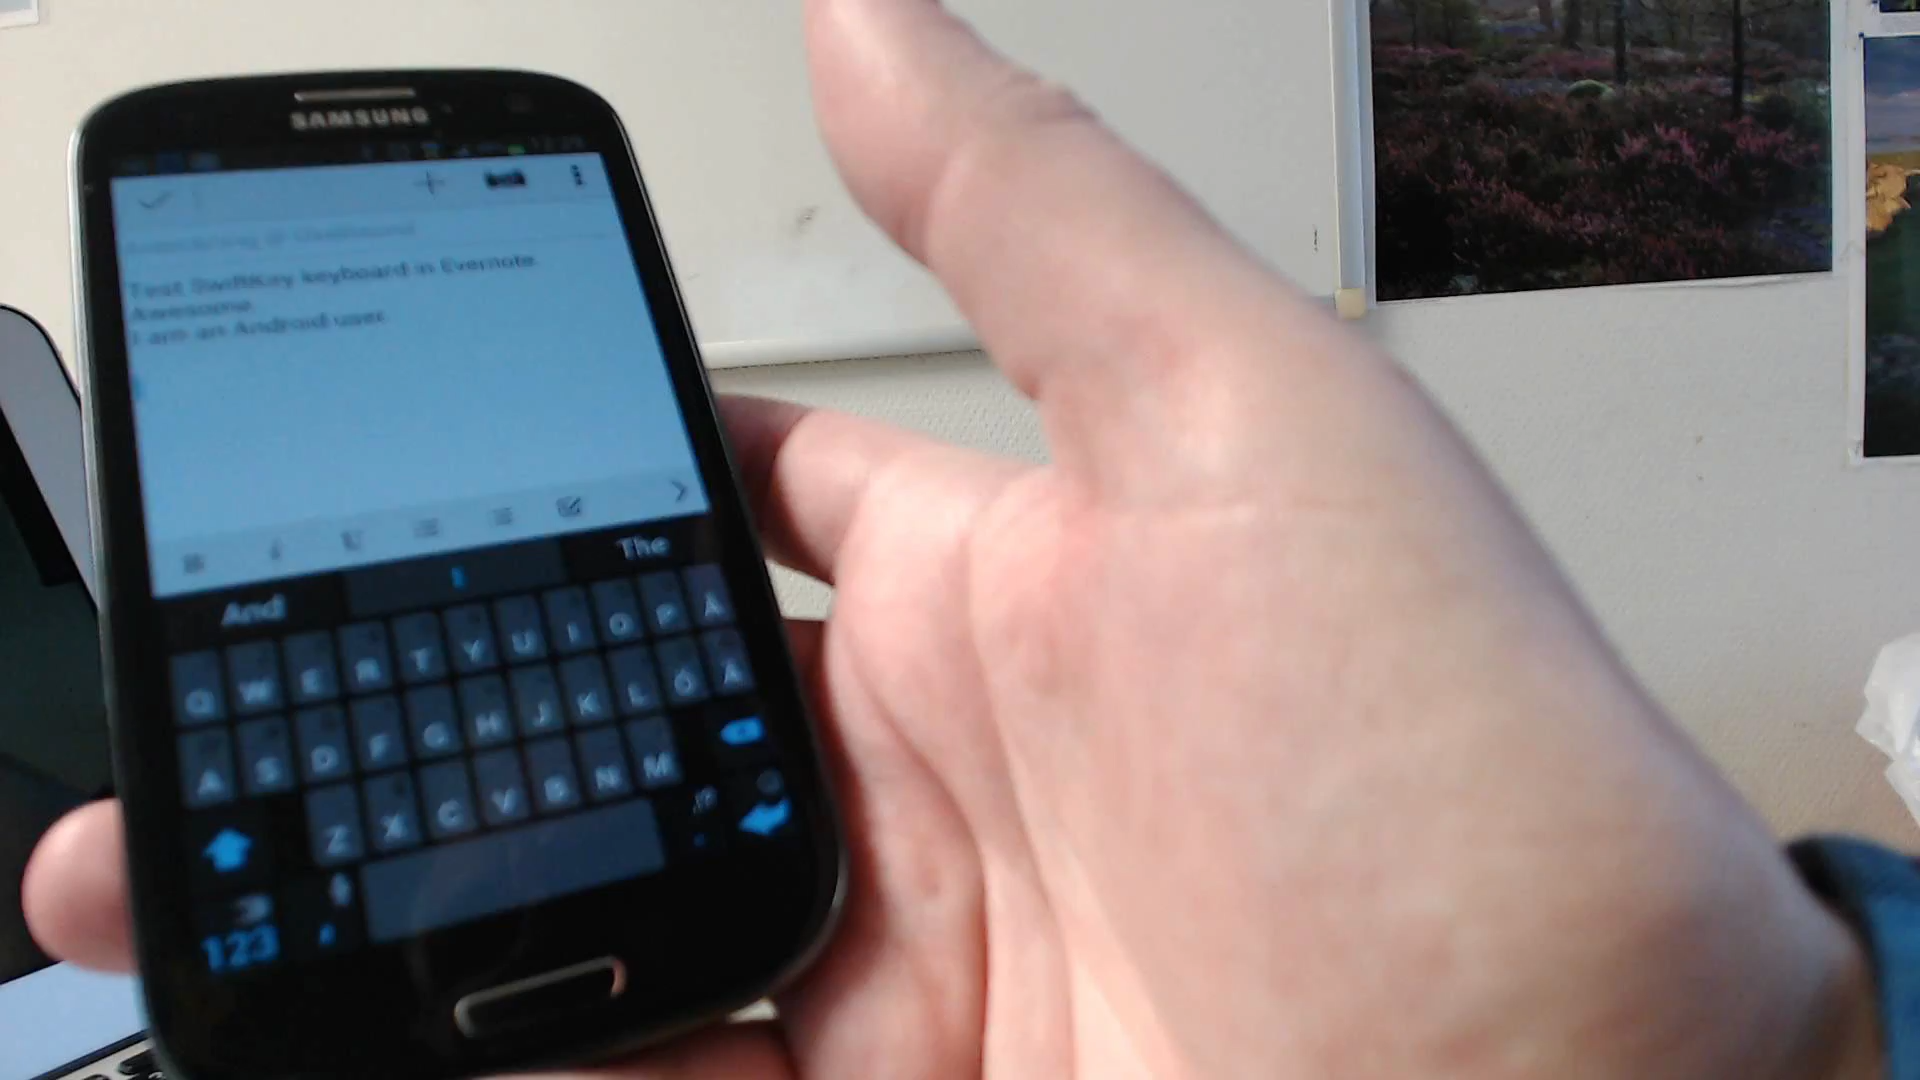 SAMSUNG
Test SwiftKey keyboard in Evernote.
Awesome.
I am an Android user
And I The
Q W E R T Y U I O P Å
A S D F G H J K L Ö Ä
Z X C V B N M
123